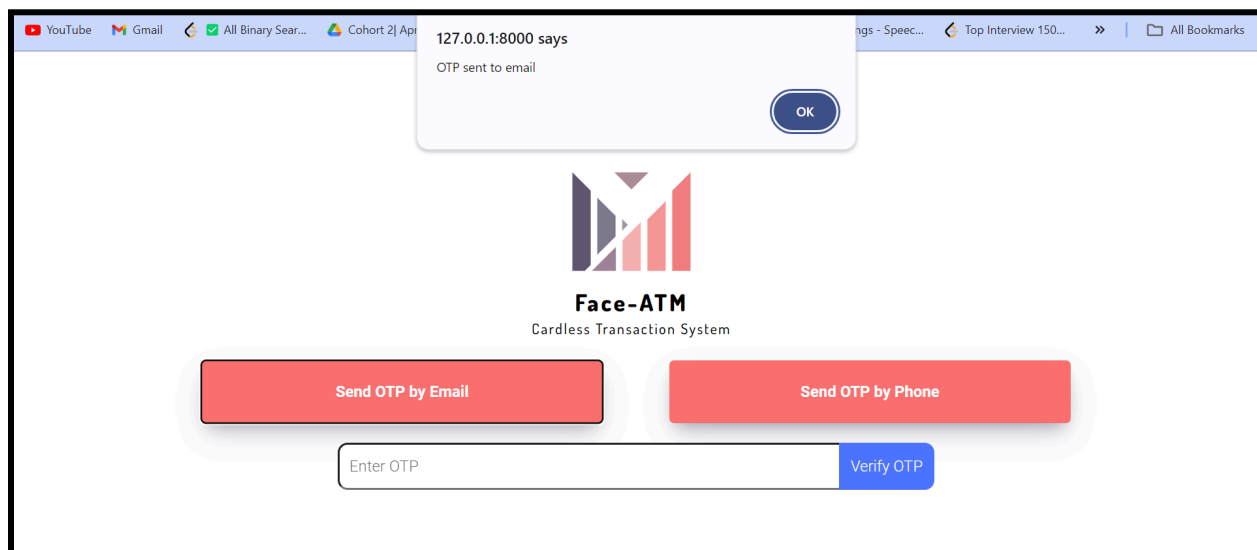 YouTube Gmail All Binary Sear... Cohort 2| Apr ngs - Speec... Top Interview 150... » All Bookmarks
127.0.0.1:8000 says
OTP sent to email
OK
Face-ATM
Cardless Transaction System
Send OTP by Email Send OTP by Phone
Enter OTP Verify OTP